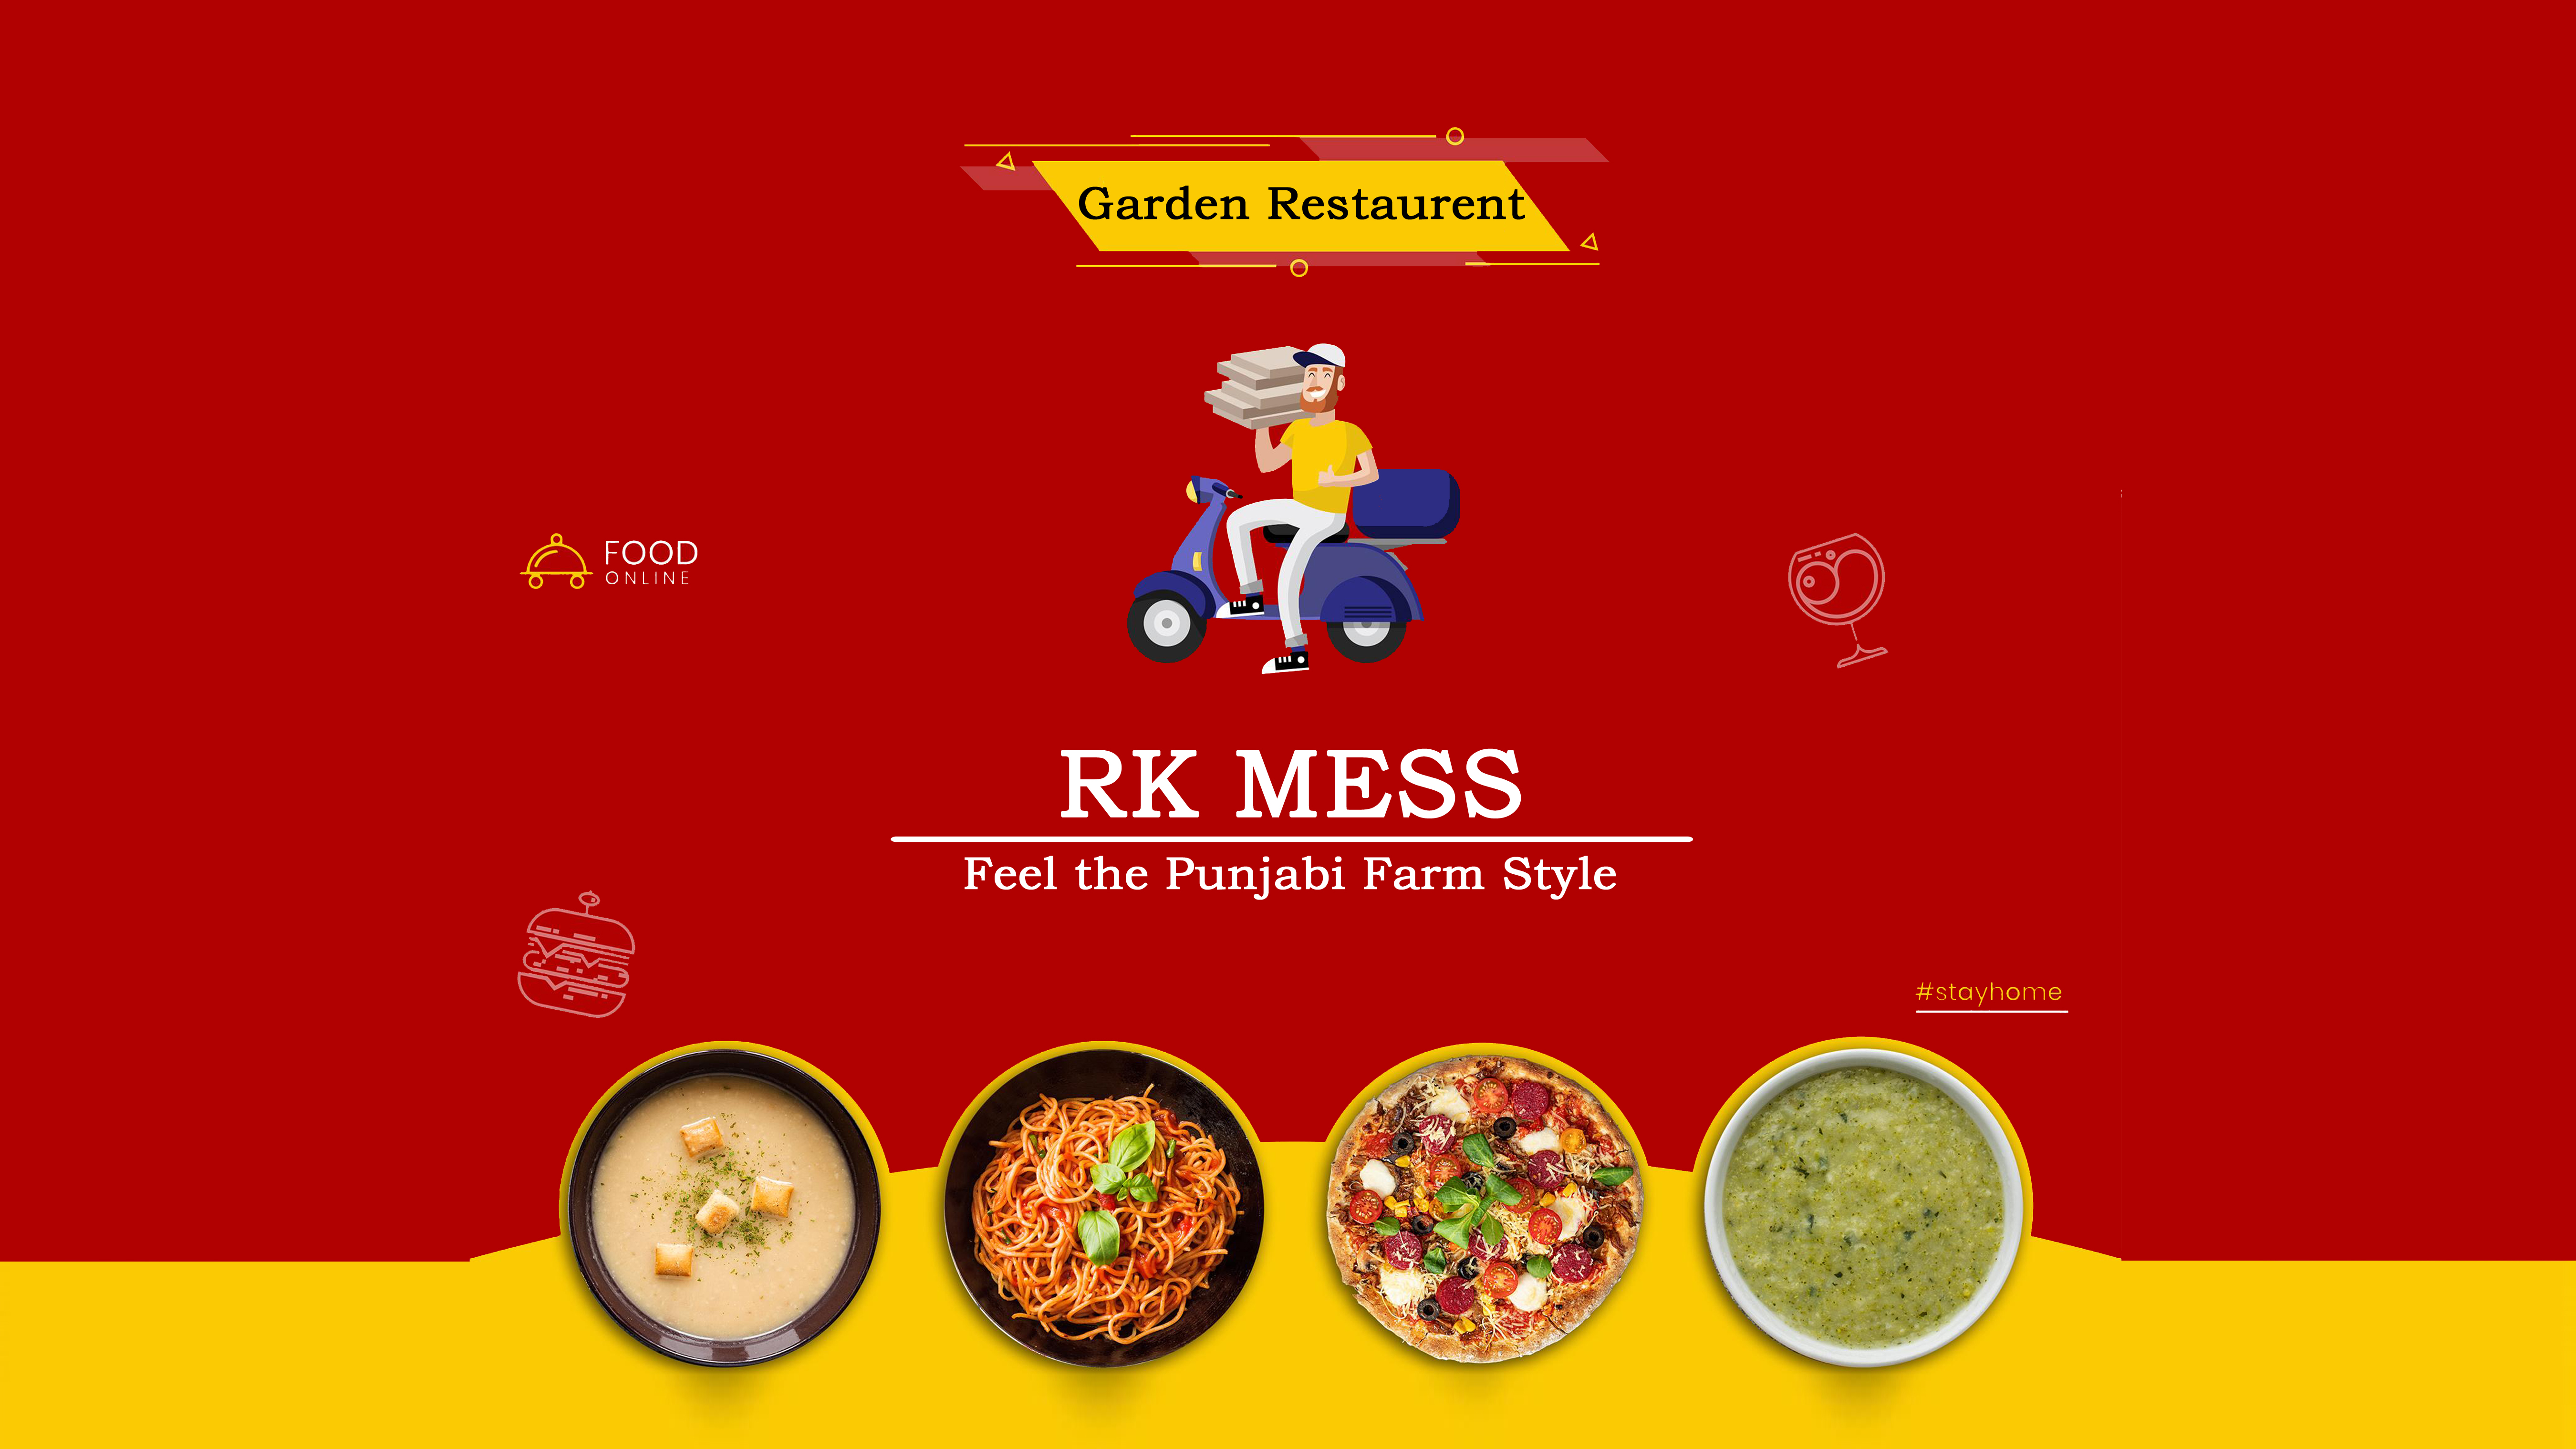 Garden Restaurent
FOOD
ONLINE
RK MESS
Feel the Punjabi Farm Style
#stayhome